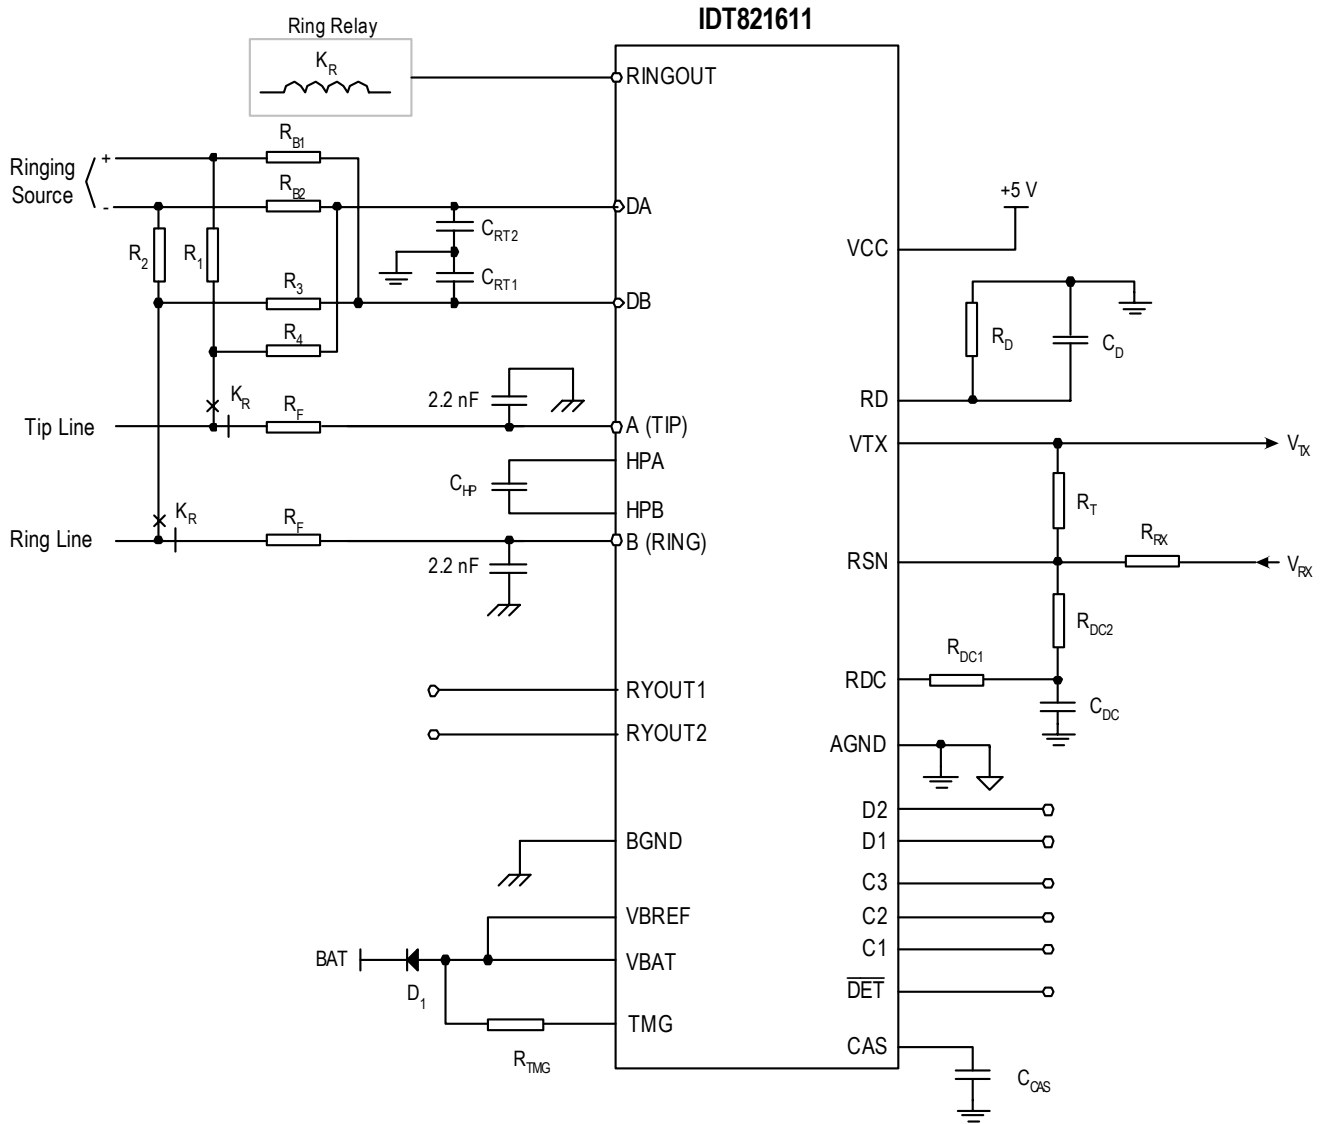 IDT821611
Ring Relay
K_R
RINGOUT
Ringing
Source
+
-
R_B1
R_B2
DA
C_RT2
R_2
R_1
R_3
C_RT1
DB
R_4
K_R
R_F
2.2 nF
Tip Line
A (TIP)
HPA
C_HP
HPB
K_R
R_F
Ring Line
B (RING)
2.2 nF
RYOUT1
RYOUT2
BGND
VBREF
BAT
VBAT
D_1
TMG
R_TMG
+5 V
VCC
R_D
C_D
RD
VTX
V_TX
R_T
R_RX
RSN
V_RX
R_DC2
R_DC1
RDC
C_DC
AGND
D2
D1
C3
C2
C1
DET
CAS
C_CAS